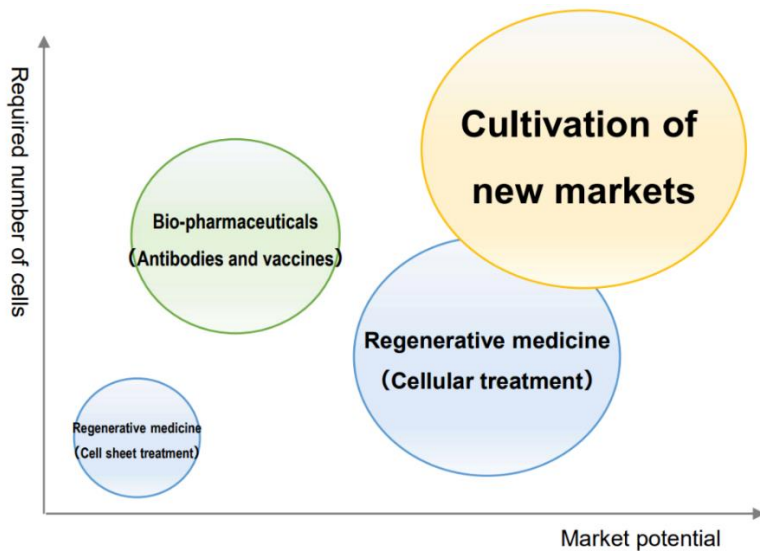 Required number of cells
Cultivation of
new markets
Bio-pharmaceuticals
(Antibodies and vaccines)
Regenerative medicine
(Cellular treatment)
Regenerative medicine
(Cell sheet treatment)
Market potential